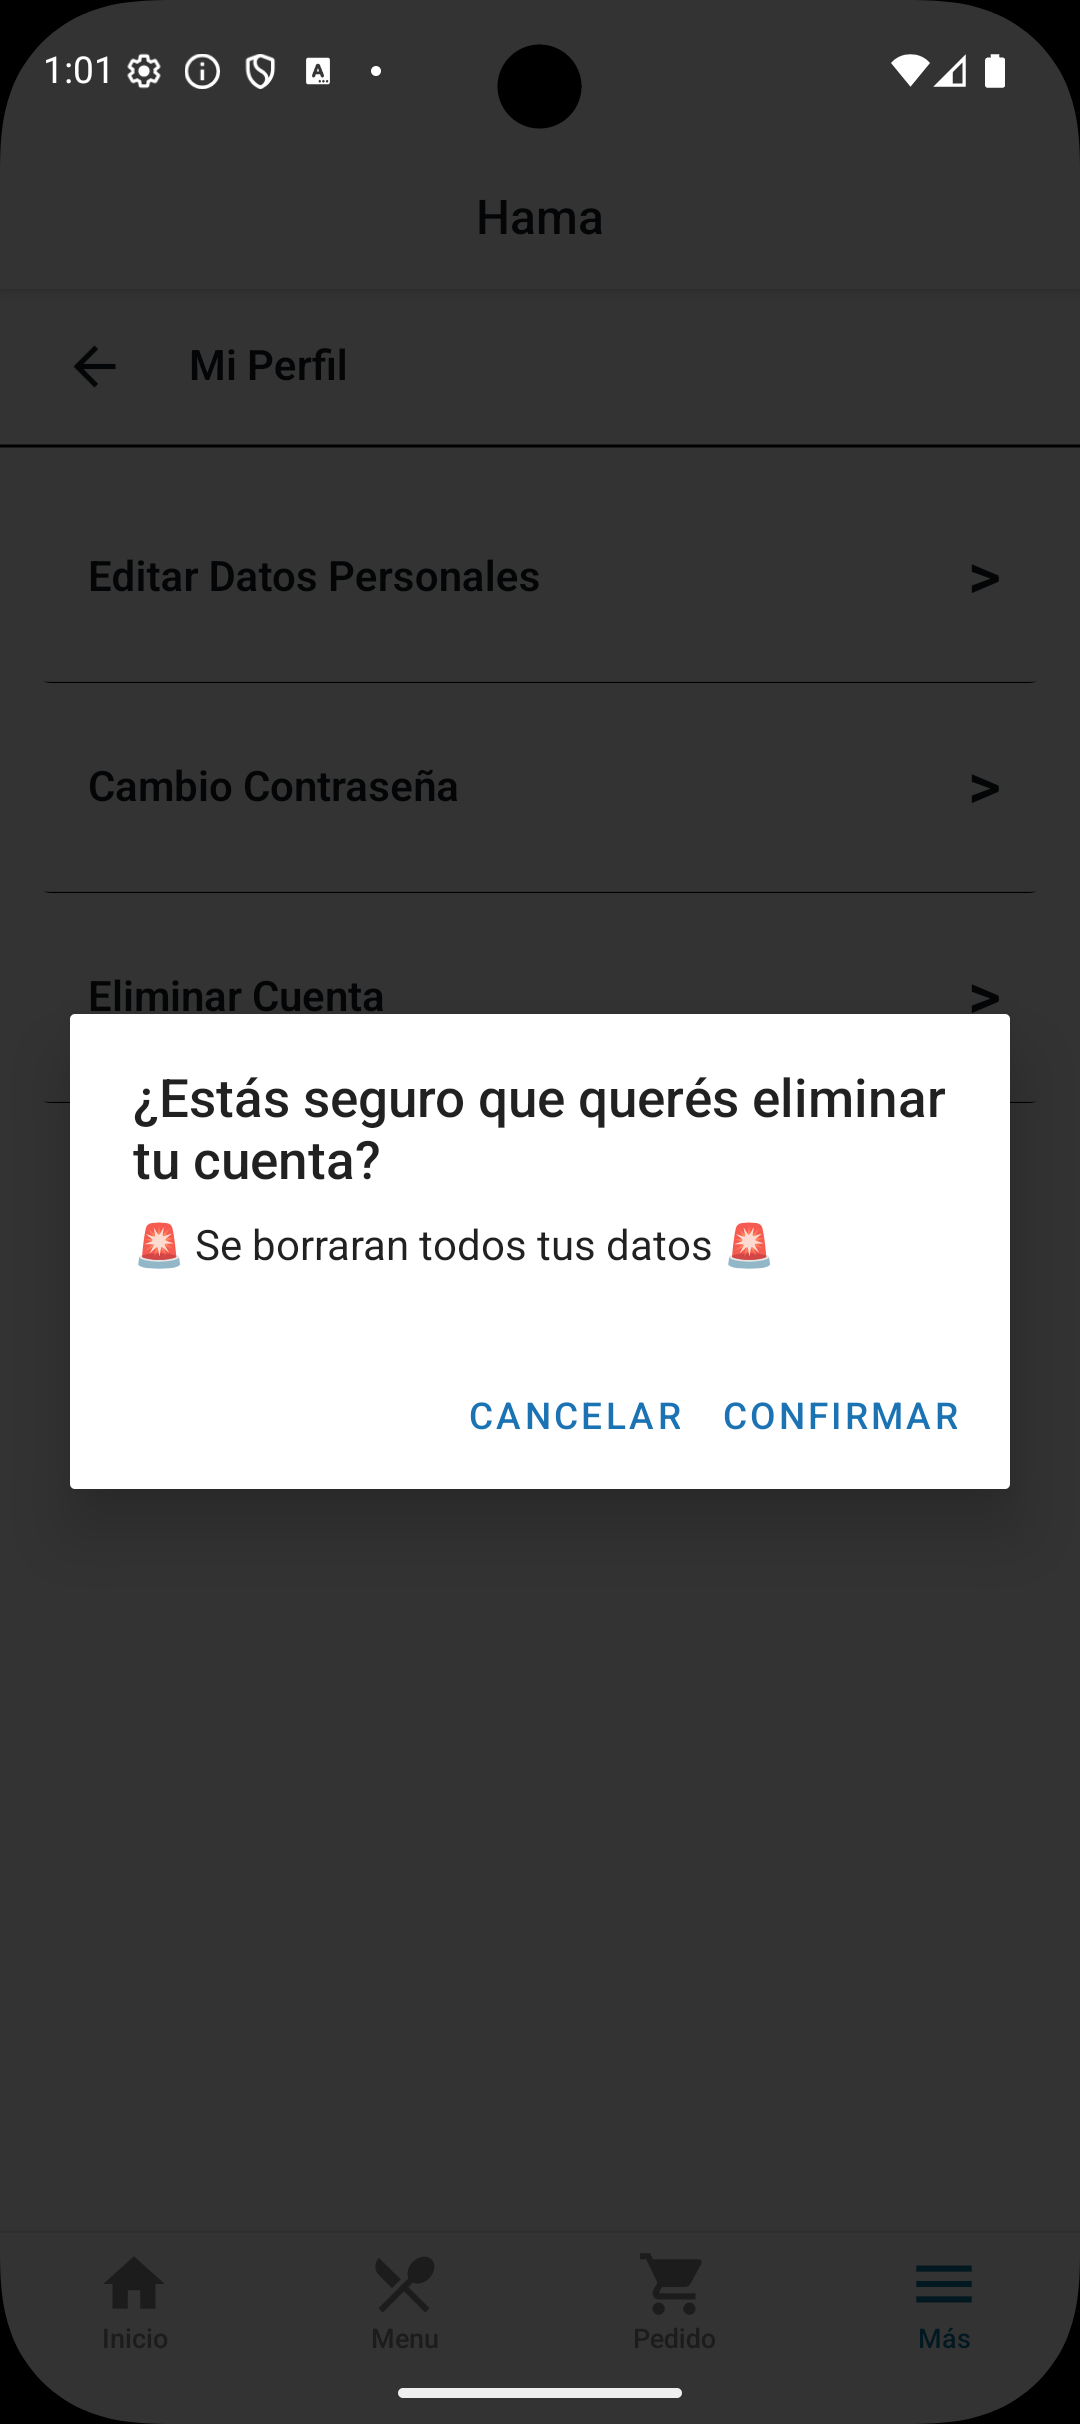 1:01
Hama
Mi Perfil
Editar Datos Personales >
Cambio Contraseña >
Eliminar Cuenta >
¿Estás seguro que querés eliminar
tu cuenta?
🚨 Se borraran todos tus datos 🚨
CANCELAR CONFIRMAR
Inicio Menu Pedido Más